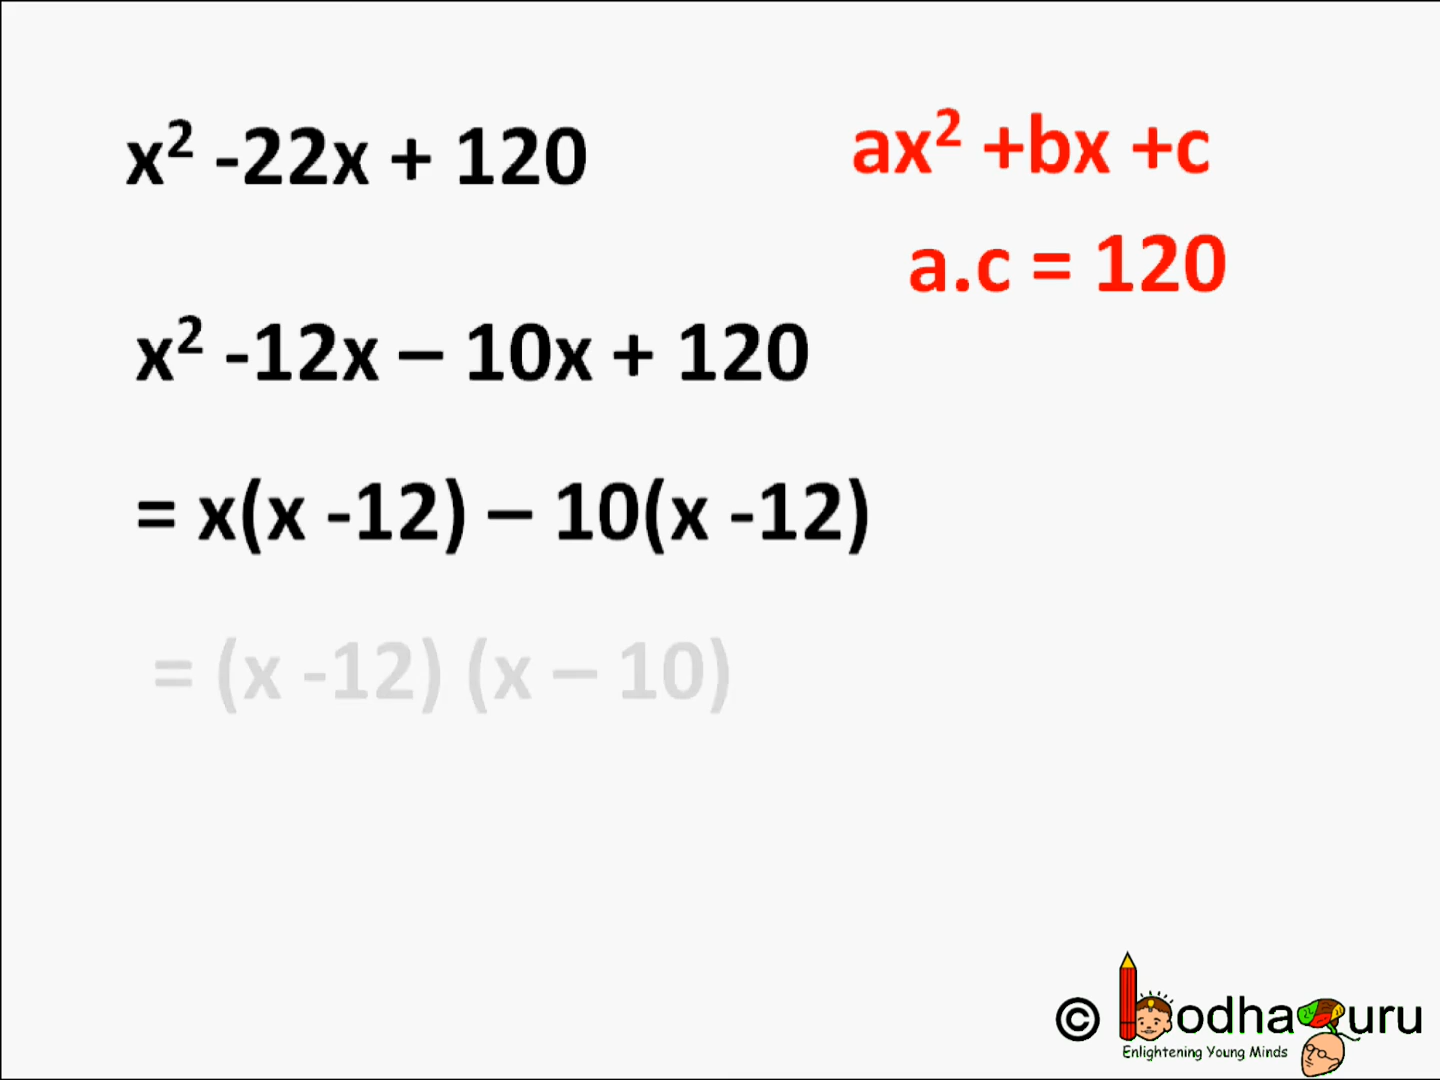 x² -22x + 120
ax² +bx +c
a.c = 120
x² -12x – 10x + 120
= x(x -12) – 10(x -12)
= (x -12) (x – 10)
© bodhaguru
Enlightening Young Minds